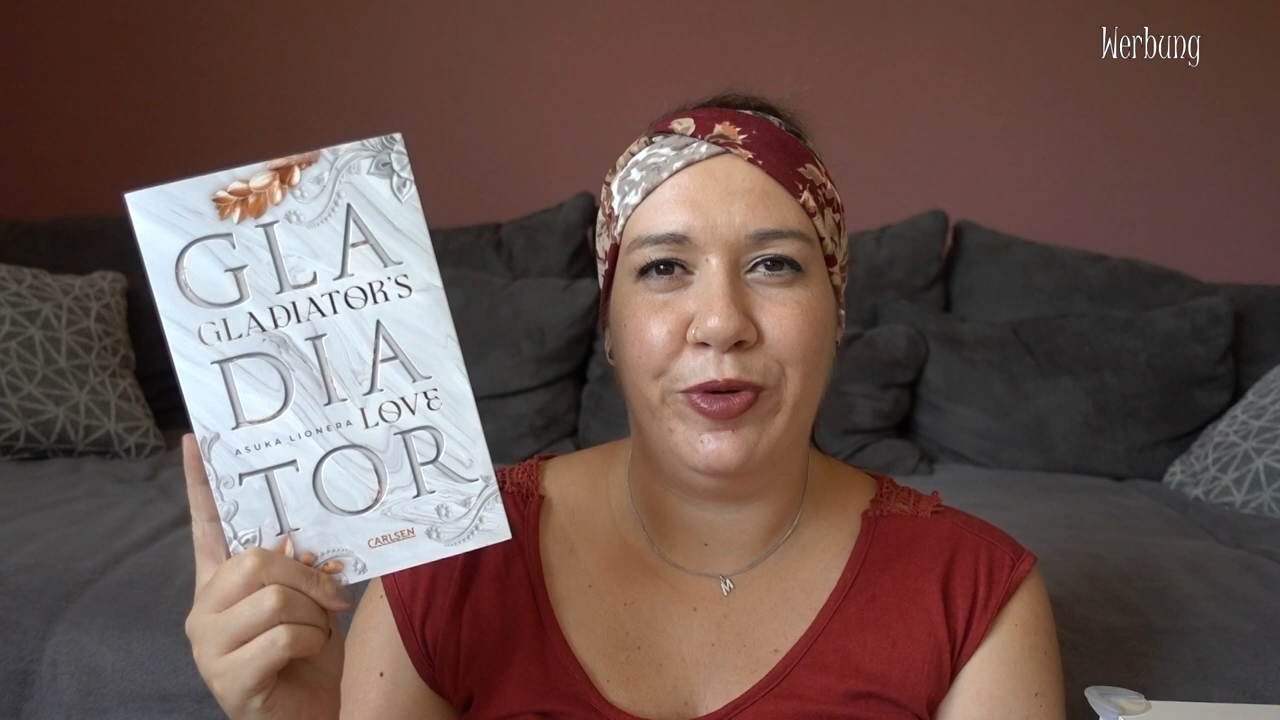 Werbung
GLA
GLADIATOR'S
DIA
ASUKA LIONERA LOVE
TOR
CARLSEN
M